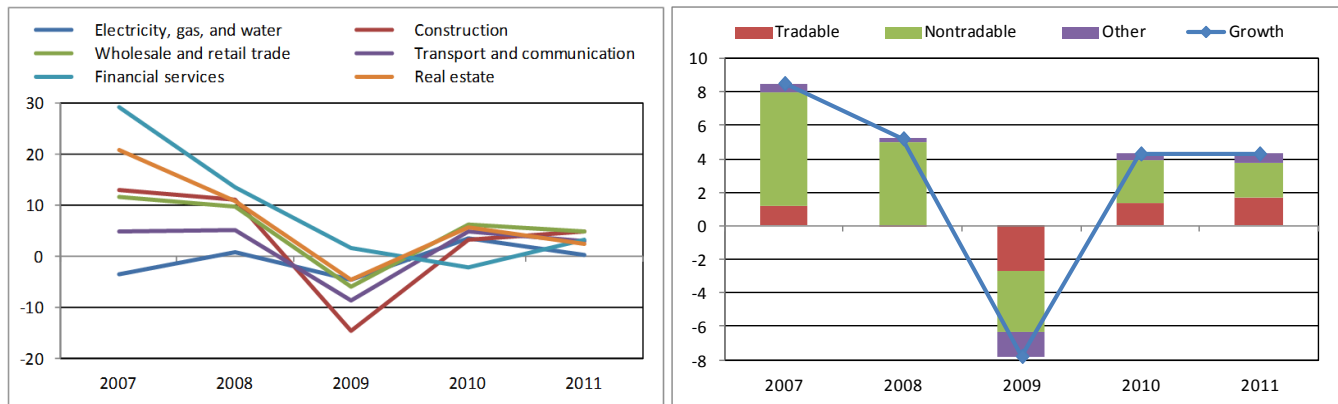 Electricity, gas, and water Construction
Wholesale and retail trade Transport and communication
Financial services Real estate
30
20
10
0
-10
-20
2007 2008 2009 2010 2011
Tradable Nontradable Other Growth
10
8
6
4
2
0
-2
-4
-6
-8
2007 2008 2009 2010 2011